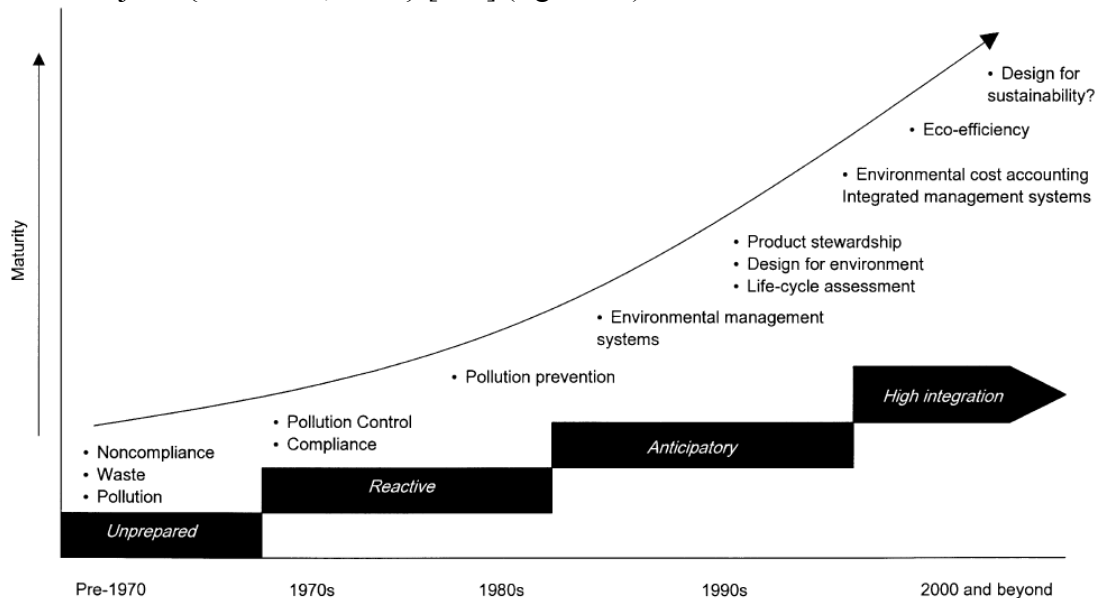 • Design for
sustainability?
• Eco-efficiency
• Environmental cost accounting
Integrated management systems
• Product stewardship
• Design for environment
• Life-cycle assessment
• Environmental management
systems
• Pollution prevention
• Pollution Control
• Compliance
• Noncompliance
• Waste
• Pollution
Maturity
High integration
Anticipatory
Reactive
Unprepared
Pre-1970
1970s
1980s
1990s
2000 and beyond